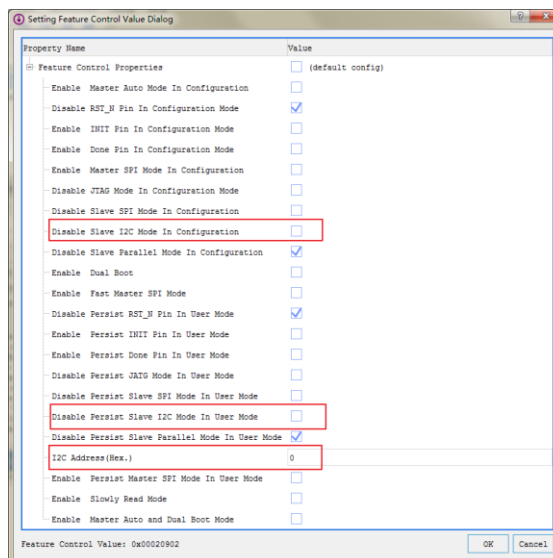 Setting Feature Control Value Dialog
Property Name Value
Feature Control Properties (default config)
Enable Master Auto Mode In Configuration
Disable RST_N Pin In Configuration Mode
Enable INIT Pin In Configuration Mode
Enable Done Pin In Configuration Mode
Enable Master SPI Mode In Configuration
Disable JTAG Mode In Configuration Mode
Disable Slave SPI Mode In Configuration
Disable Slave I2C Mode In Configuration
Disable Slave Parallel Mode In Configuration
Enable Dual Boot
Enable Fast Master SPI Mode
Disable Persist RST_N Pin In User Mode
Enable Persist INIT Pin In User Mode
Enable Persist Done Pin In User Mode
Disable Persist JATG Mode In User Mode
Disable Persist Slave SPI Mode In User Mode
Disable Persist Slave I2C Mode In User Mode
Disable Persist Slave Parallel Mode In User Mode
I2C Address(Hex.) 0
Enable Persist Master SPI Mode In User Mode
Enable Slowly Read Mode
Enable Master Auto and Dual Boot Mode
Feature Control Value: 0x00020902 OK Cancel